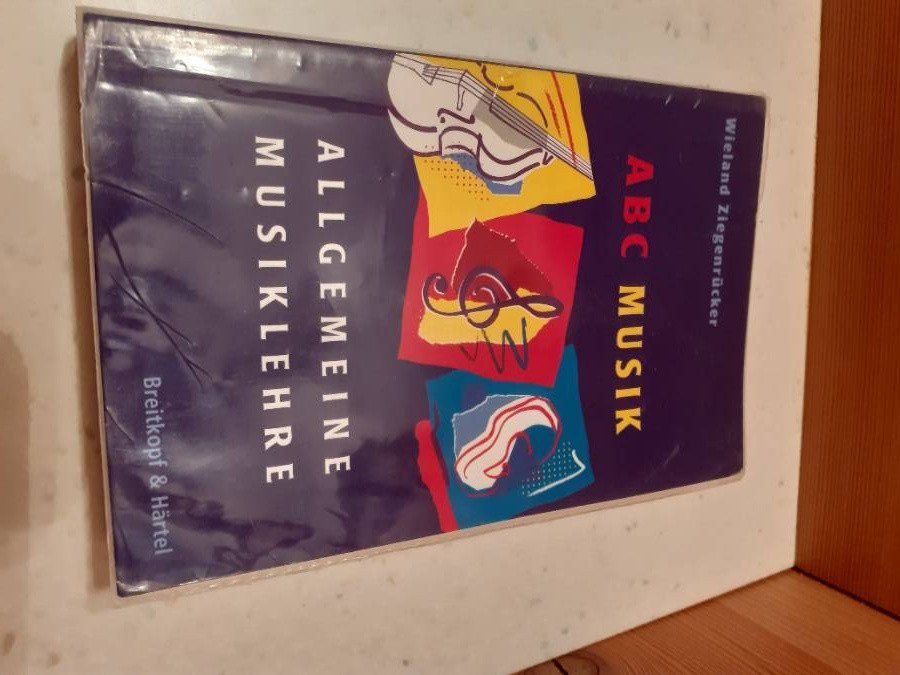 Wieland Ziegenrücker
ABC MUSIK
ALLGEMEINE
MUSIKLEHRE
Breitkopf & Härtel